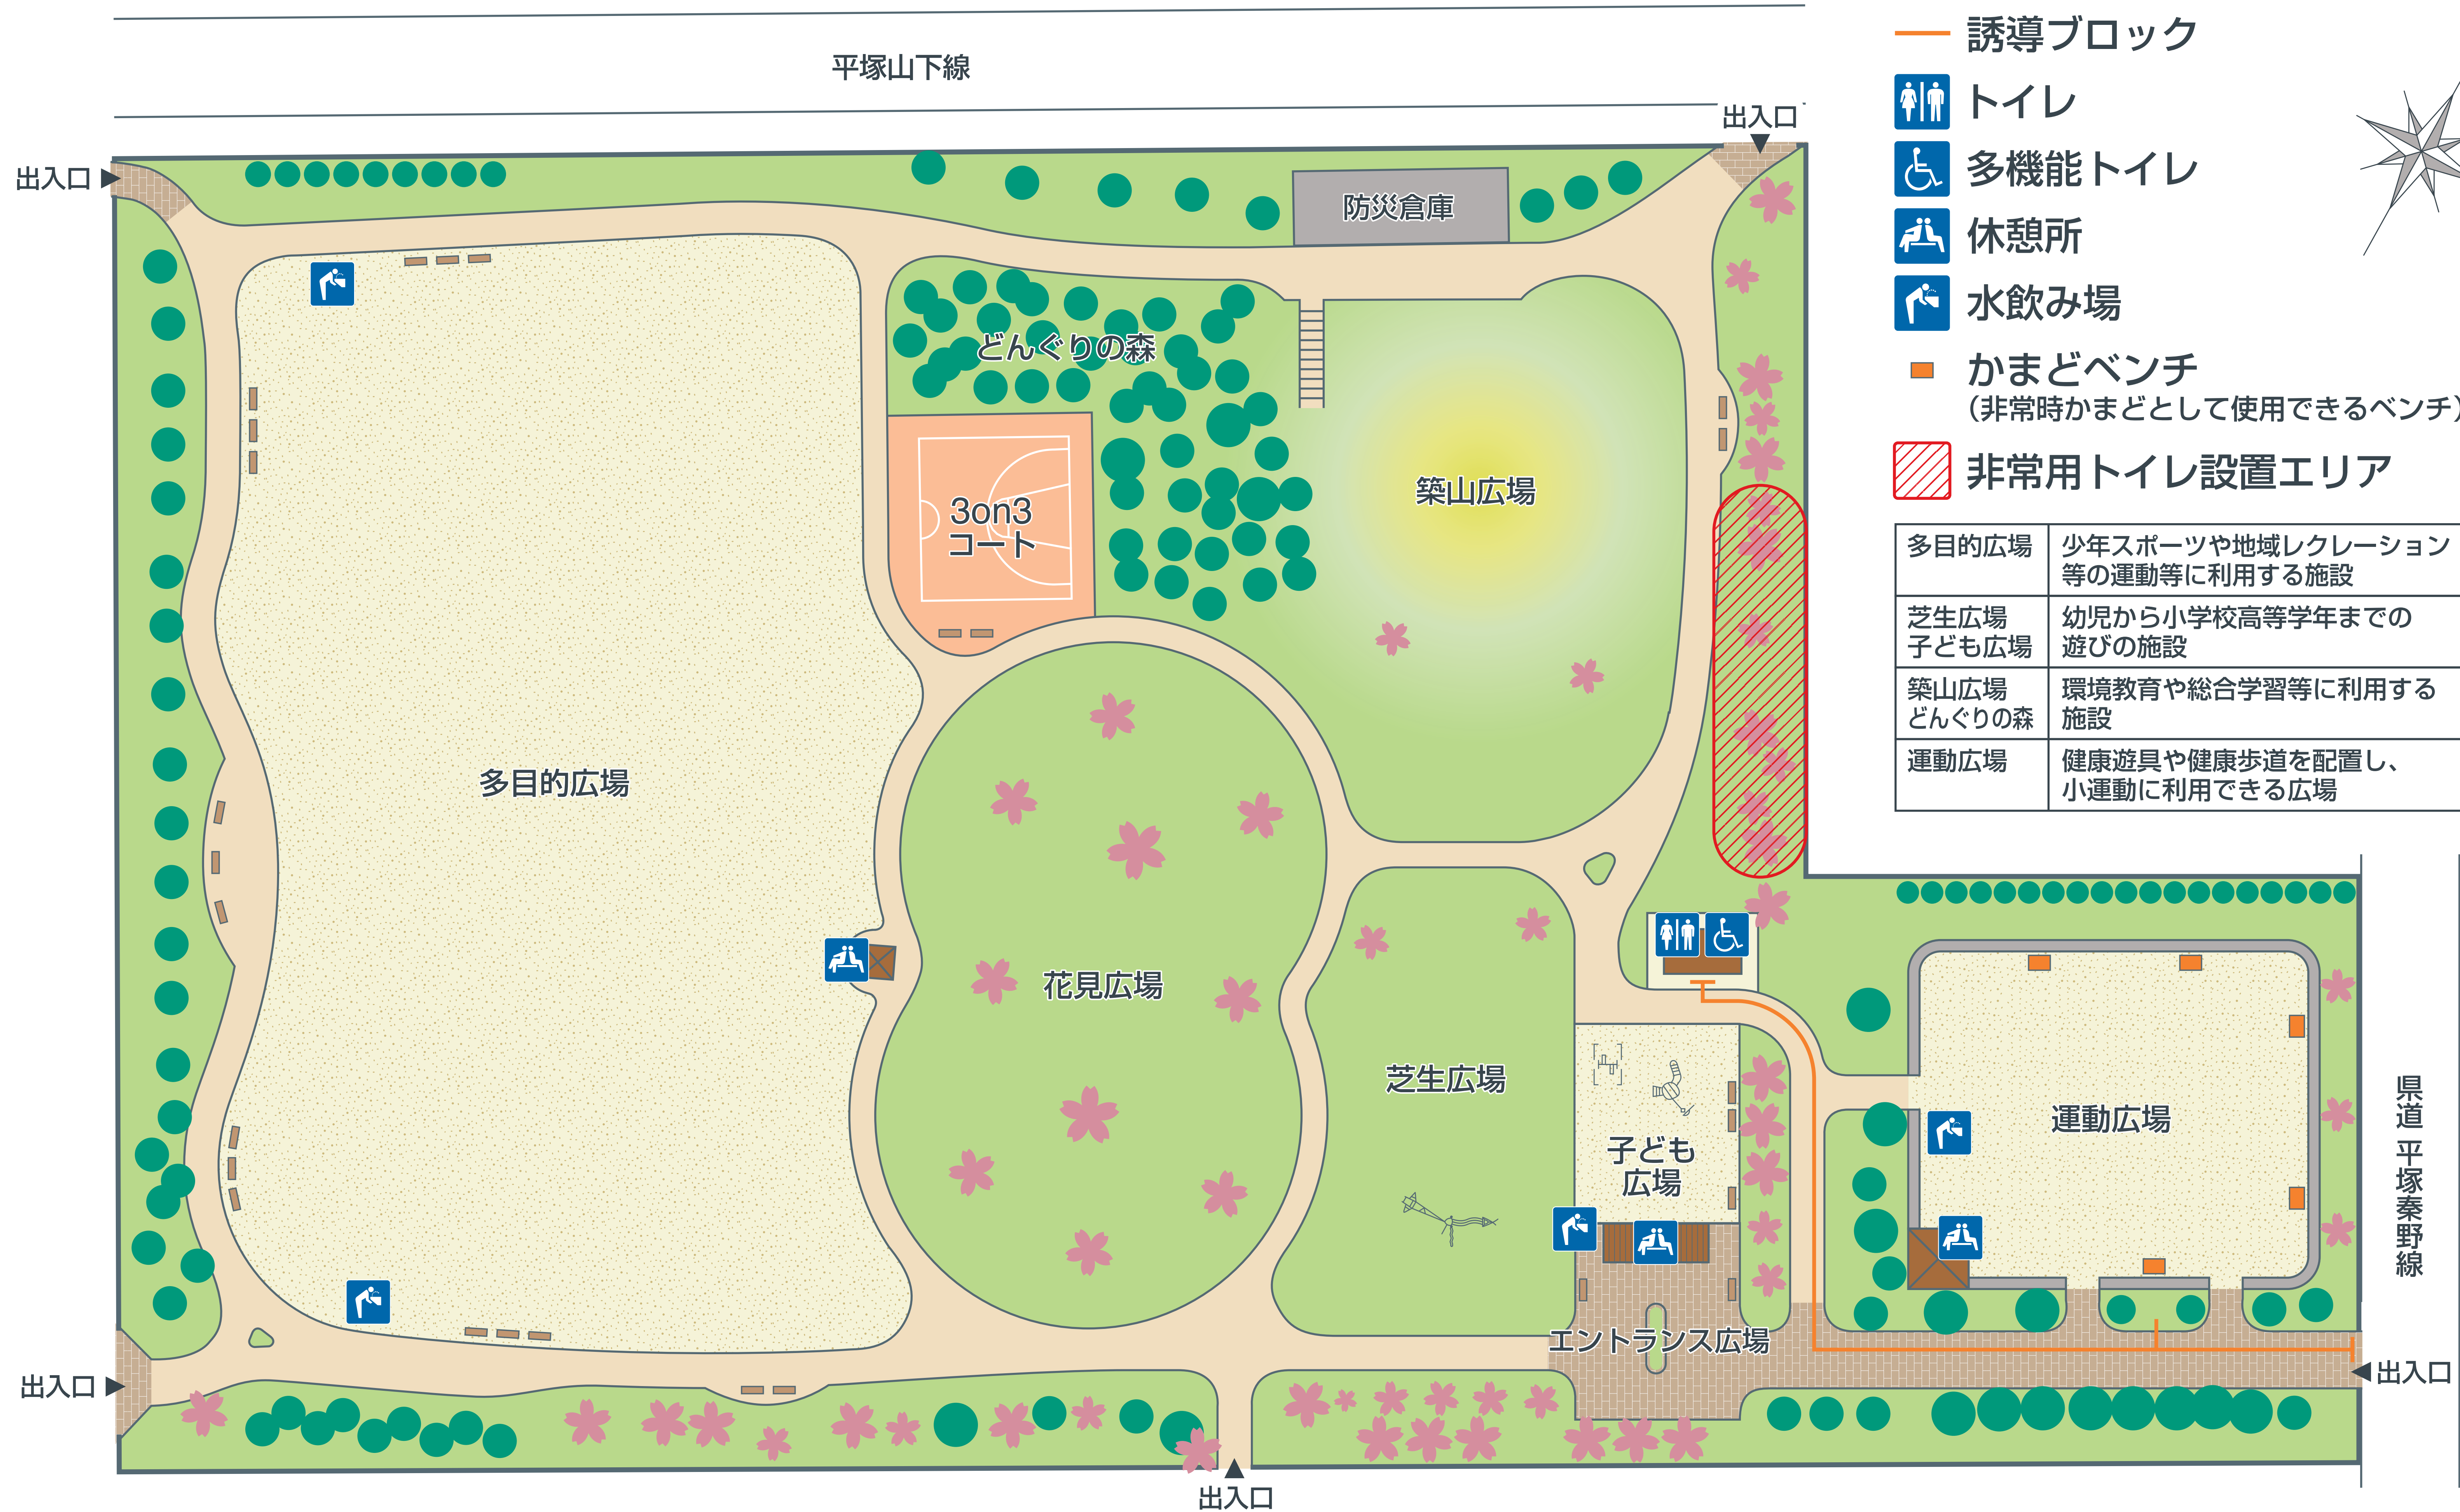 平塚山下線
出入口
出入口
防災倉庫
どんぐりの森
3on3
コート
築山広場
多目的広場
花見広場
芝生広場
子ども
広場
運動広場
エントランス広場
出入口
出入口
出入口
県道 平塚秦野線
誘導ブロック
トイレ
多機能トイレ
休憩所
水飲み場
かまどベンチ
（非常時かまどとして使用できるベンチ）
非常用トイレ設置エリア
多目的広場
少年スポーツや地域レクレーション
等の運動等に利用する施設
芝生広場
子ども広場
幼児から小学校高等学年までの
遊びの施設
築山広場
どんぐりの森
環境教育や総合学習等に利用する
施設
運動広場
健康遊具や健康歩道を配置し、
小運動に利用できる広場